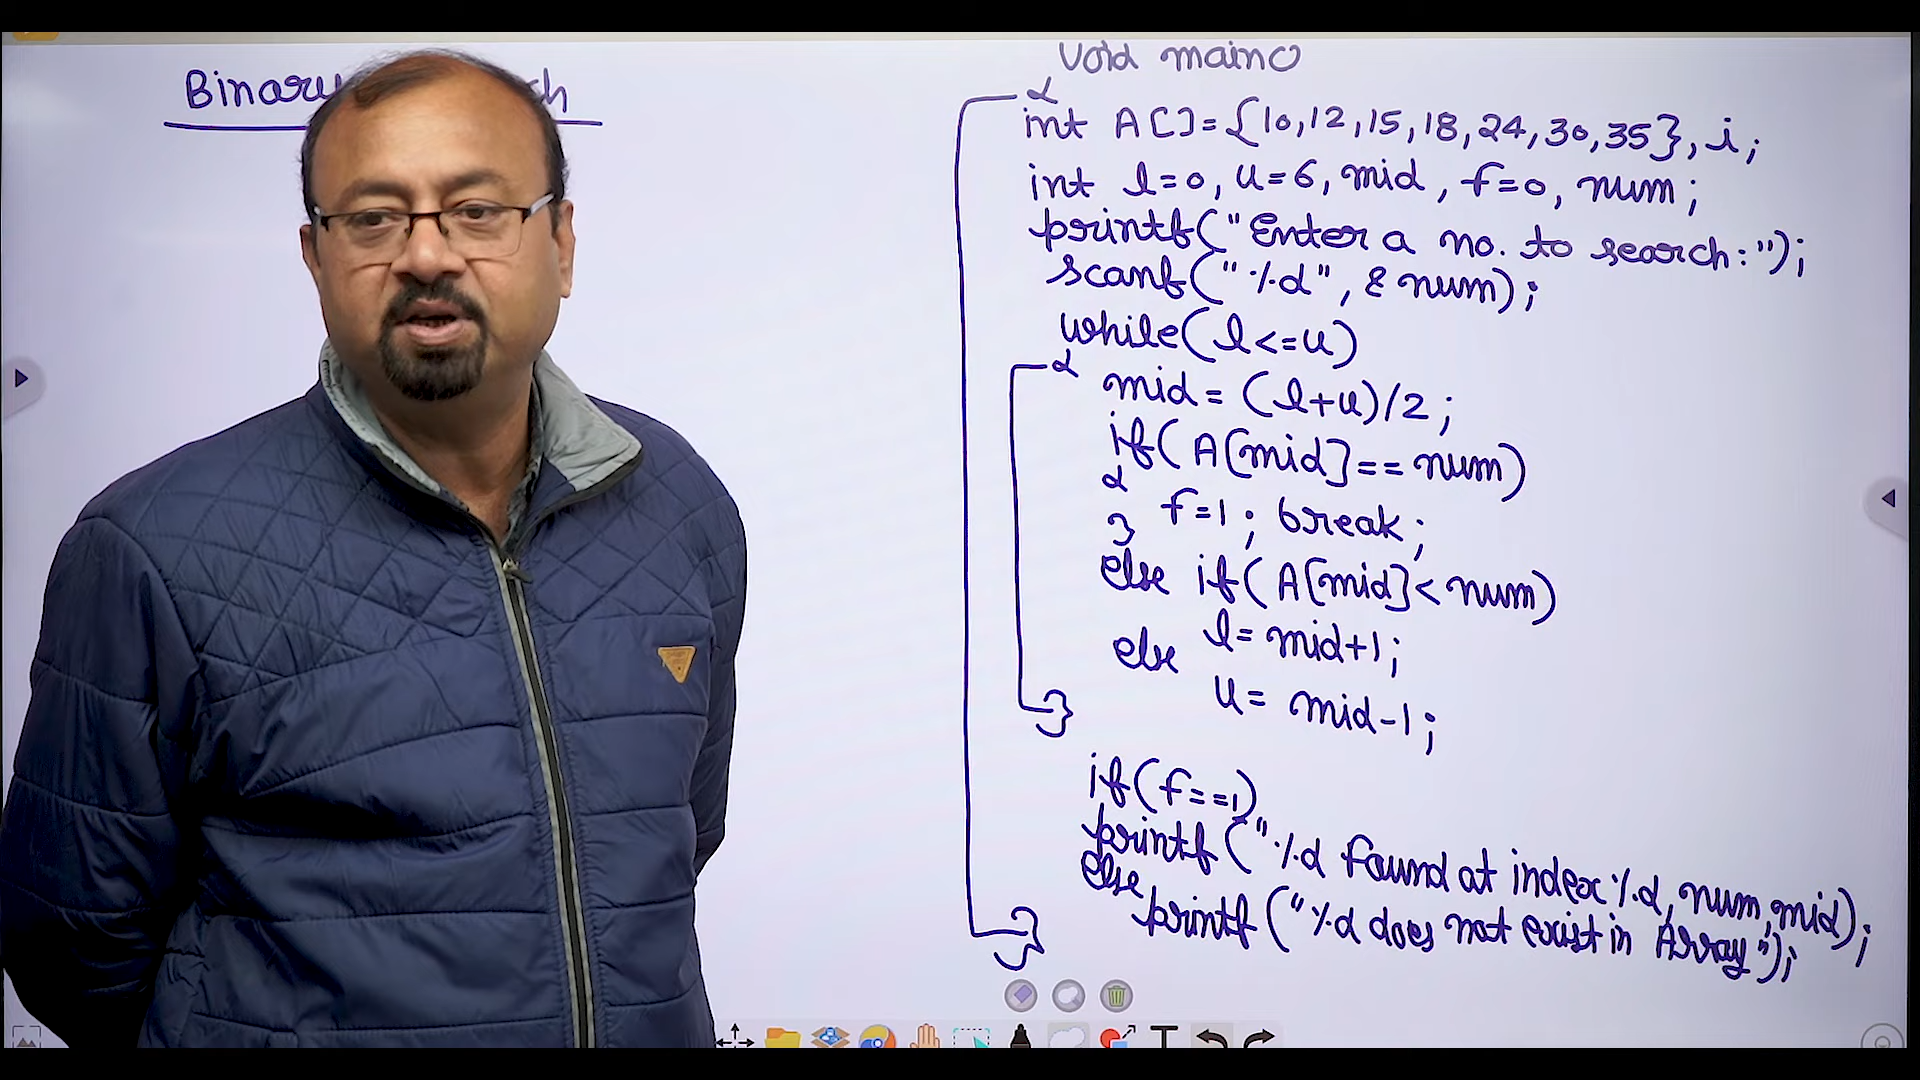 Binary
void main()
{
int A[]={10,12,15,18,24,30,35}, i;
int l=0, u=6, mid, f=0, num;
printf("Enter a no. to search:");
scanf("%d", &num);
while(l<=u)
{
mid = (l+u)/2;
if(A[mid]==num)
{
f=1; break;
}
else if(A[mid]<num)
l=mid+1;
else
u= mid-1;
}
if(f==1)
printf("%d found at index%d, num,mid);
else
printf("%d does not exist in Array");
}
T